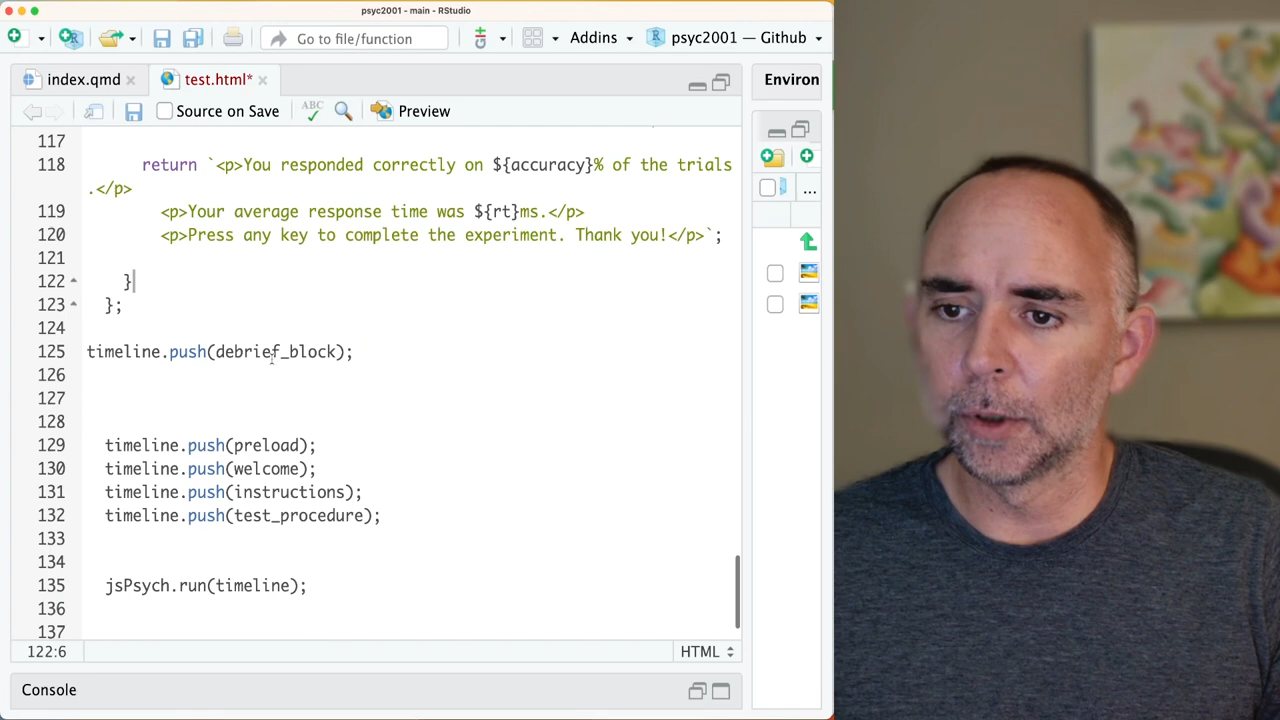 psyc2001 - main - RStudio
Go to file/function
Addins
psyc2001 — Github
index.qmd
test.html*
Environ
Source on Save
ABC
Preview
117
118 return `<p>You responded correctly on ${accuracy}% of the trials
.</p>
119 <p>Your average response time was ${rt}ms.</p>
120 <p>Press any key to complete the experiment. Thank you!</p>`;
121
122 }
123 };
124
125 timeline.push(debrief_block);
126
127
128
129 timeline.push(preload);
130 timeline.push(welcome);
131 timeline.push(instructions);
132 timeline.push(test_procedure);
133
134
135 jsPsych.run(timeline);
136
137
...
122:6
HTML
Console